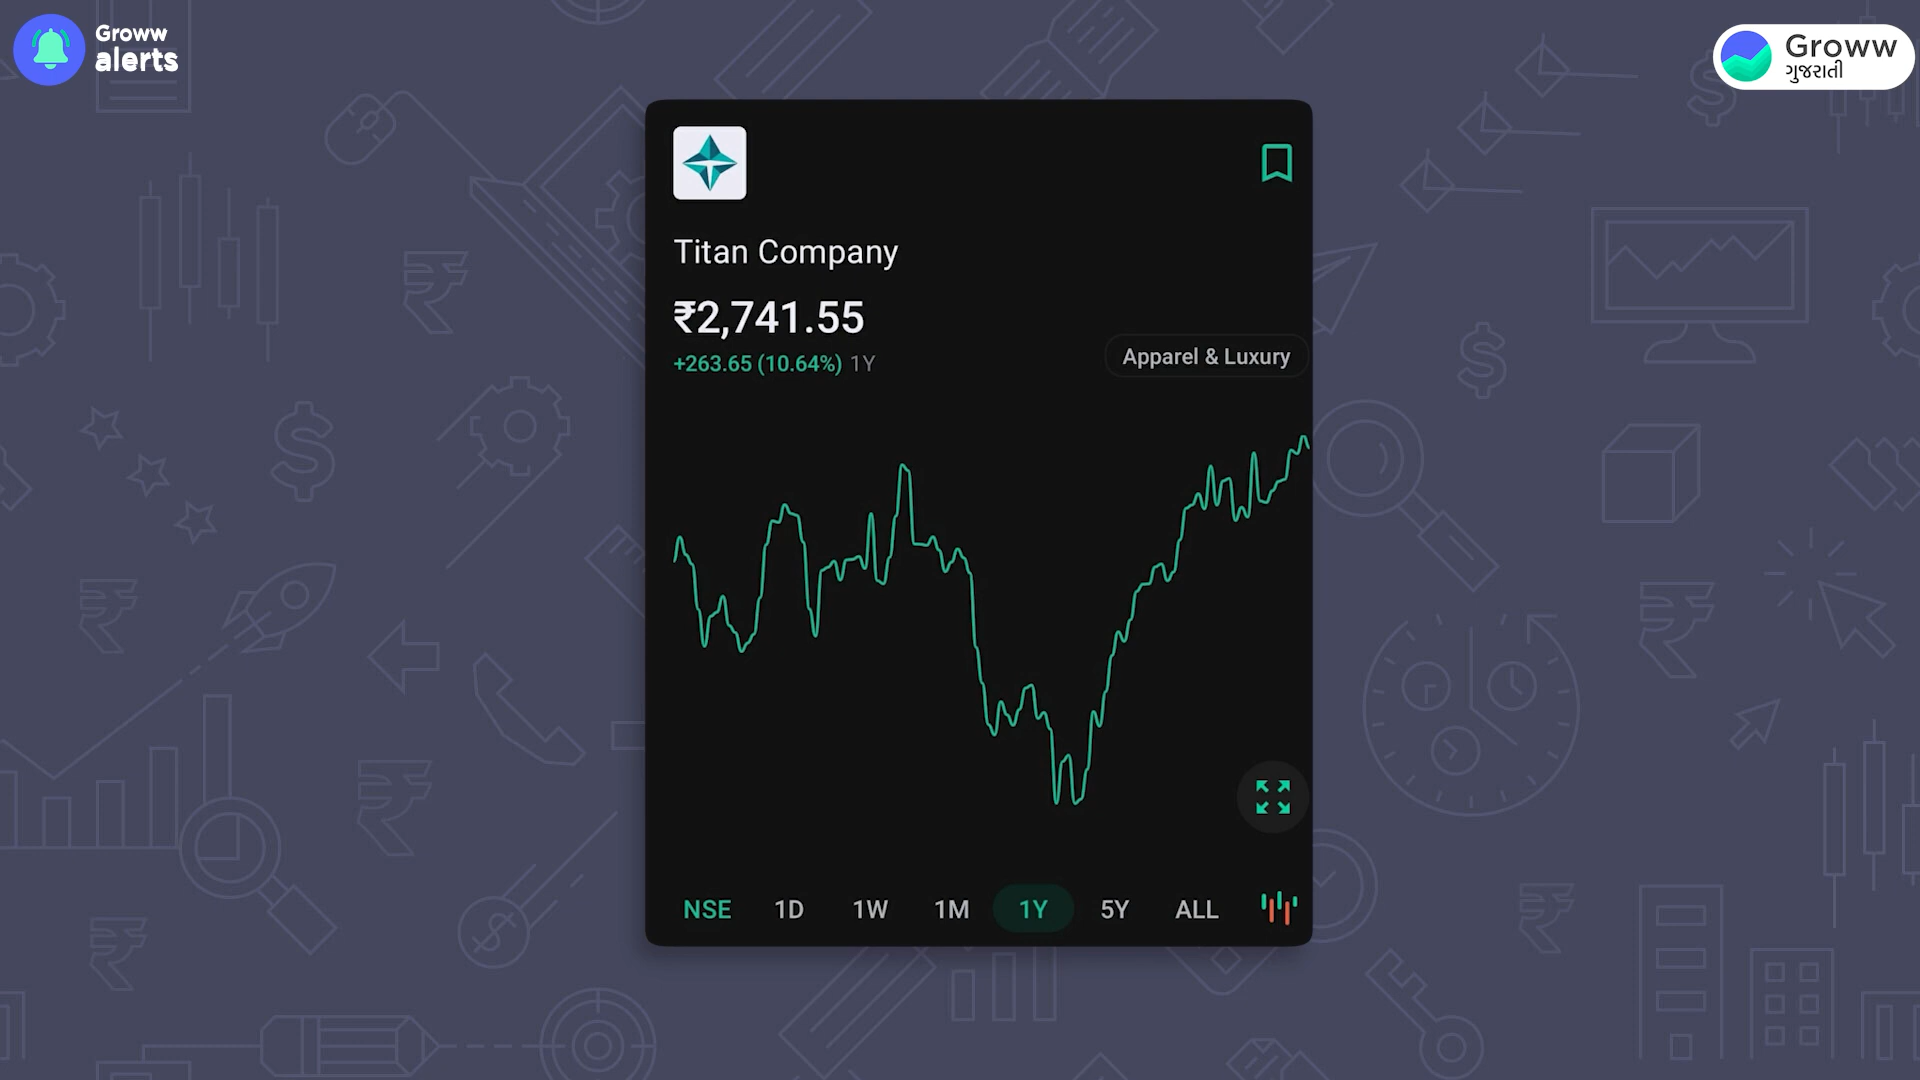 Groww
alerts
Groww
ગુજરાતી
Titan Company
₹2,741.55
+263.65 (10.64%) 1Y
Apparel & Luxury
NSE 1D 1W 1M 1Y 5Y ALL